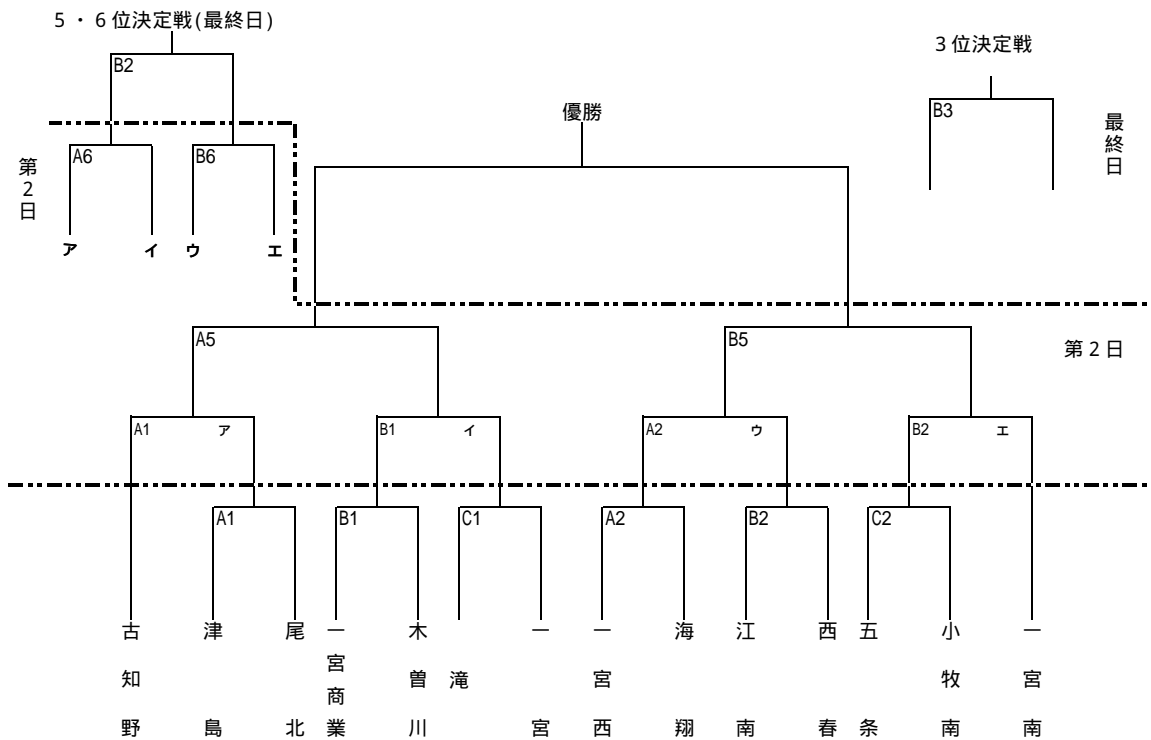 5・6位決定戦(最終日)
B2
3位決定戦
B3
最終日
優勝
第2日
A6
B6
ア
イ
ウ
エ
A5
B5
第2日
A1 ア
B1 イ
A2 ウ
B2 エ
A1
B1
C1
A2
B2
C2
古知野
津島
尾北
一宮商業
木曽川
滝
一宮
一宮西
海翔
江南
西春
五条
小牧南
一宮南